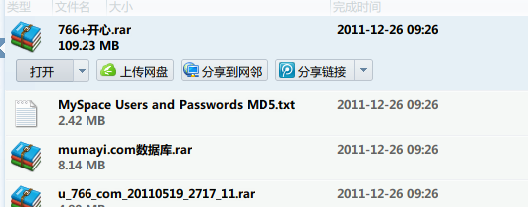 类型 文件名 大小 完成时间
766+开心.rar 2011-12-26 09:26
109.23 MB
打开 上传网盘 分享到网邻 分享链接
MySpace Users and Passwords MD5.txt 2011-12-26 09:26
2.42 MB
mumayi.com数据库.rar 2011-12-26 09:26
8.14 MB
u_766_com_20110519_2717_11.rar 2011-12-26 09:26